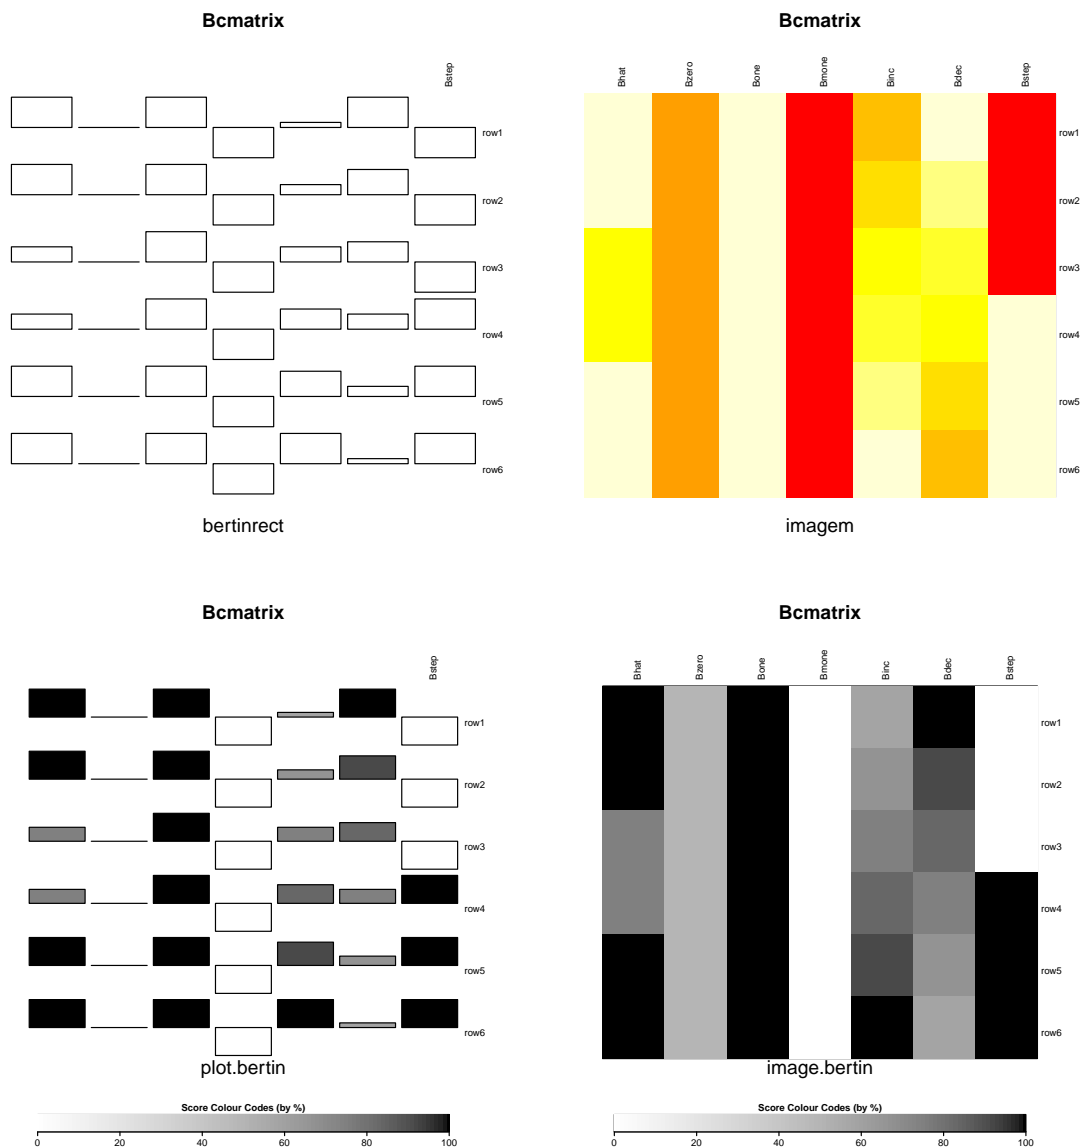 Bcmatrix
Bstep
row1
row2
row3
row4
row5
row6
bertinrect
Bcmatrix
Bhat
Bzero
Bone
Bmone
Binc
Bdec
Bstep
row1
row2
row3
row4
row5
row6
imagem
Bcmatrix
Bstep
row1
row2
row3
row4
row5
row6
plot.bertin
Score Colour Codes (by %)
0 20 40 60 80 100
Bcmatrix
Bhat
Bzero
Bone
Bmone
Binc
Bdec
Bstep
row1
row2
row3
row4
row5
row6
image.bertin
Score Colour Codes (by %)
0 20 40 60 80 100